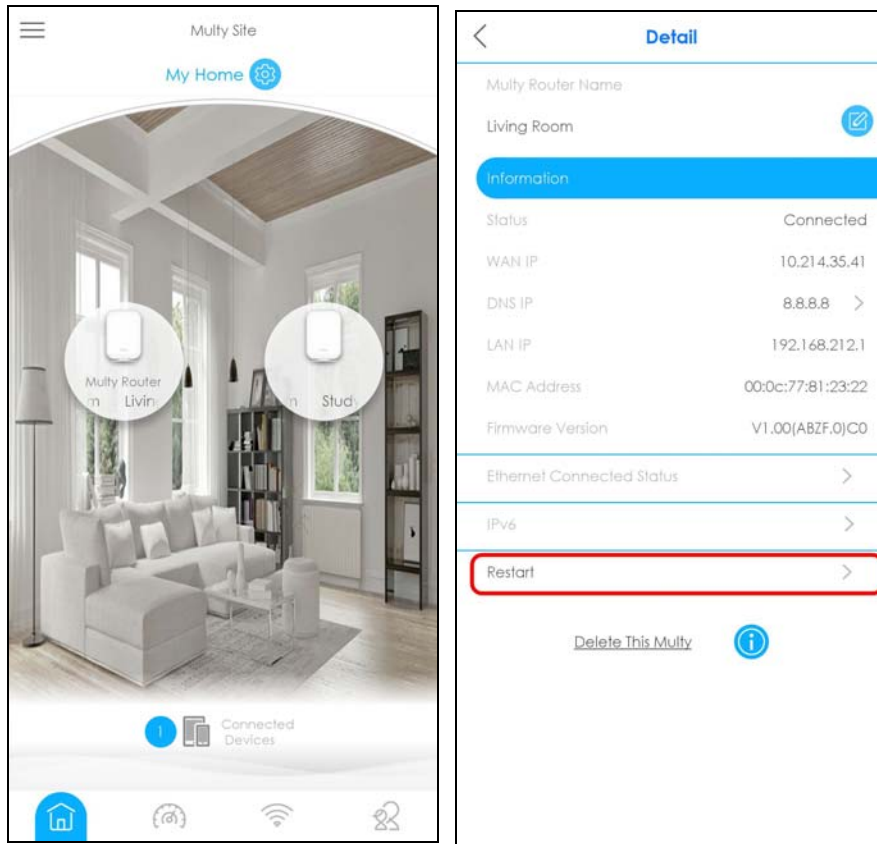 Multy Site
My Home
Multy Router
m Livin
n Stud
1
Connected
Devices
Detail
Multy Router Name
Living Room
Information
Status Connected
WAN IP 10.214.35.41
DNS IP 8.8.8.8 >
LAN IP 192.168.212.1
MAC Address 00:0c:77:81:23:22
Firmware Version V1.00(ABZF.0)C0
Ethernet Connected Status >
IPv6 >
Restart >
Delete This Multy i